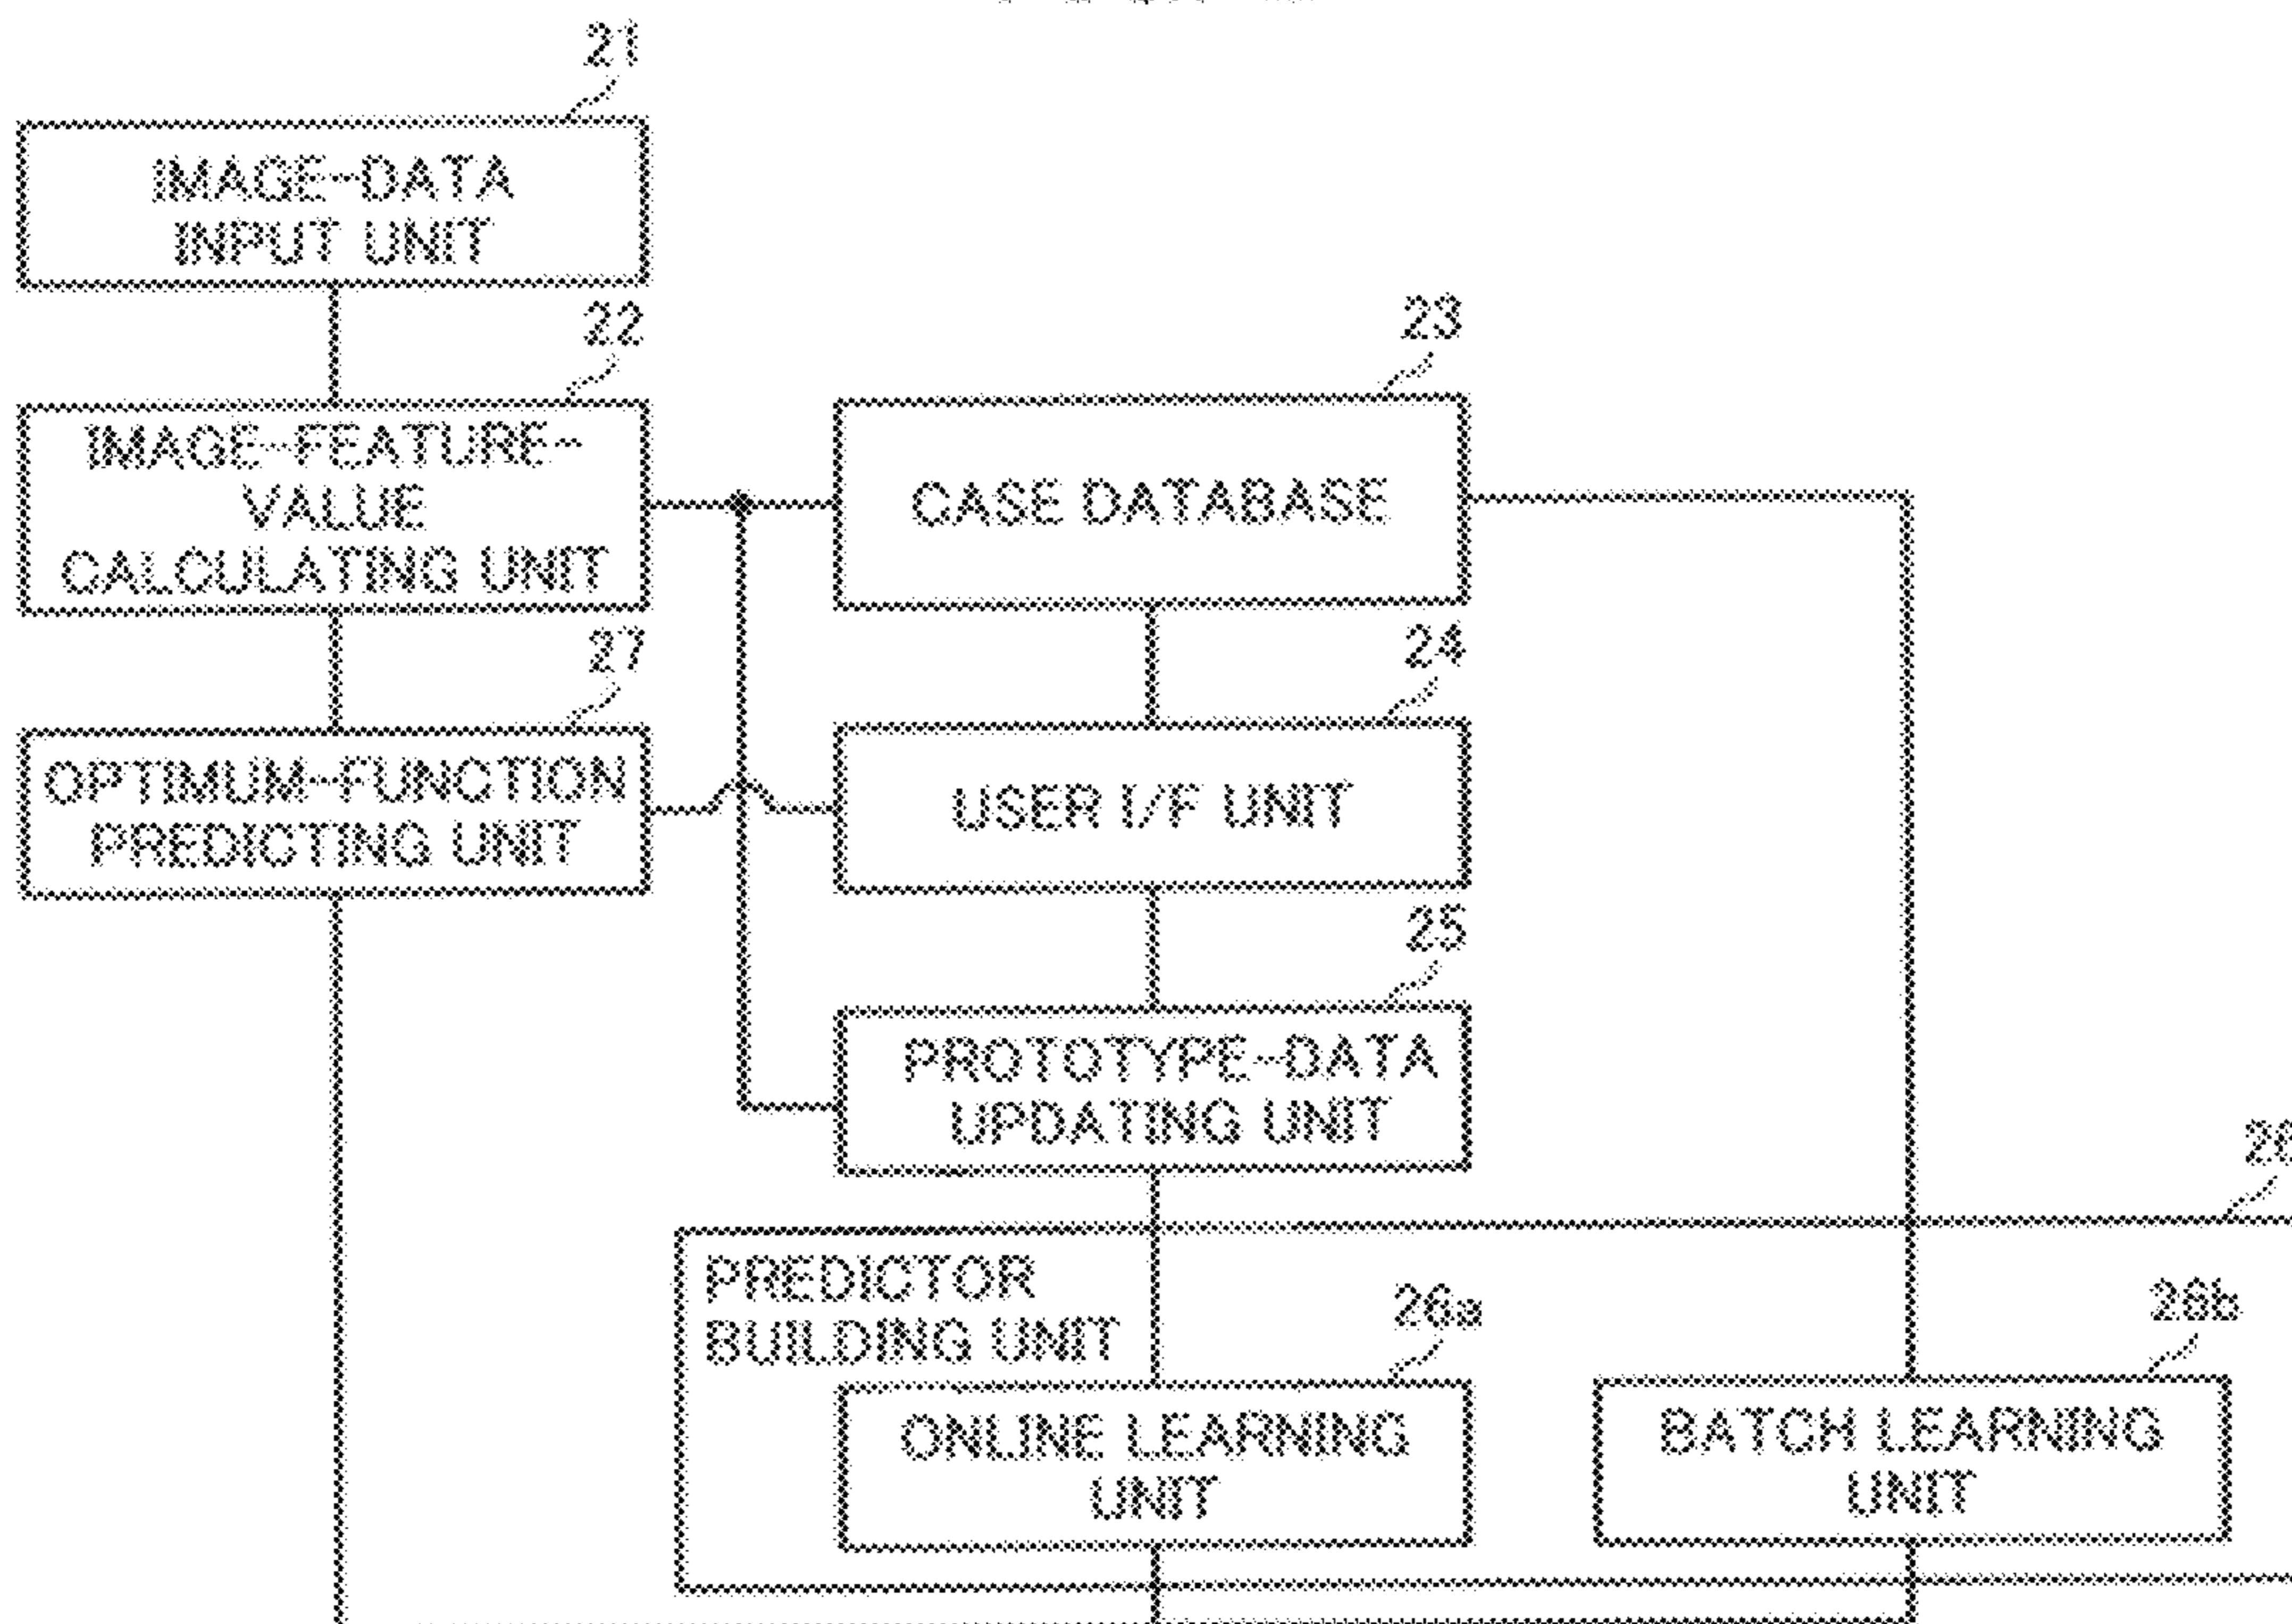 21
IMAGE-DATA
INPUT UNIT
22
IMAGE-FEATURE-
VALUE
CALCULATING UNIT
23
CASE DATABASE
27
OPTIMUM-FUNCTION
PREDICTING UNIT
24
USER I/F UNIT
25
PROTOTYPE-DATA
UPDATING UNIT
PREDICTOR
BUILDING UNIT
26a
ONLINE LEARNING
UNIT
26b
BATCH LEARNING
UNIT